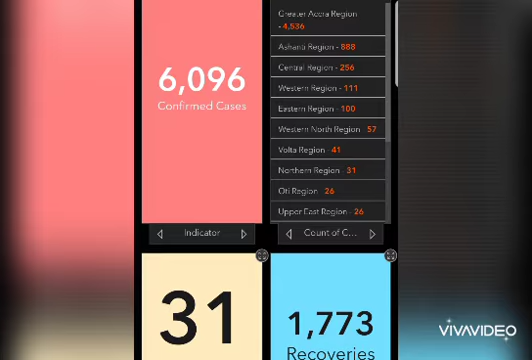 6,096
Confirmed Cases
Greater Accra Region
- 4,536
Ashanti Region - 888
Central Region - 256
Western Region - 111
Eastern Region - 100
Western North Region - 57
Volta Region - 41
Northern Region - 31
Oti Region - 26
Upper East Region - 26
Indicator
Count of C...
31
1,773
Recoveries
VIVAVIDEO